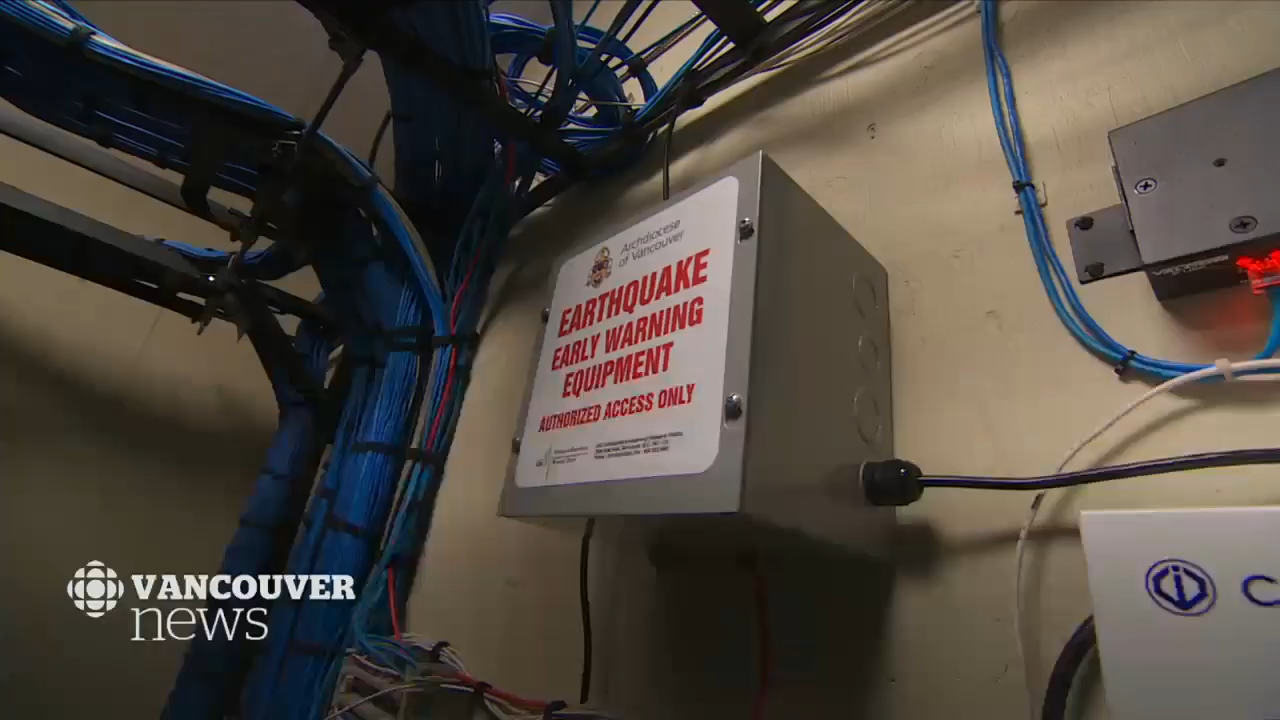 Archdiocese
of Vancouver
EARTHQUAKE
EARLY WARNING
EQUIPMENT
AUTHORIZED ACCESS ONLY
VANCOUVER
news